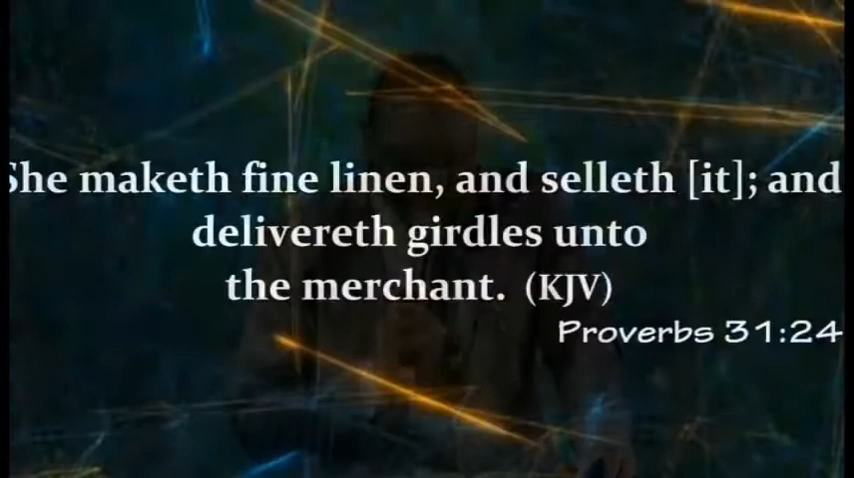 She maketh fine linen, and selleth [it]; and
delivereth girdles unto
the merchant. (KJV)
Proverbs 31:24